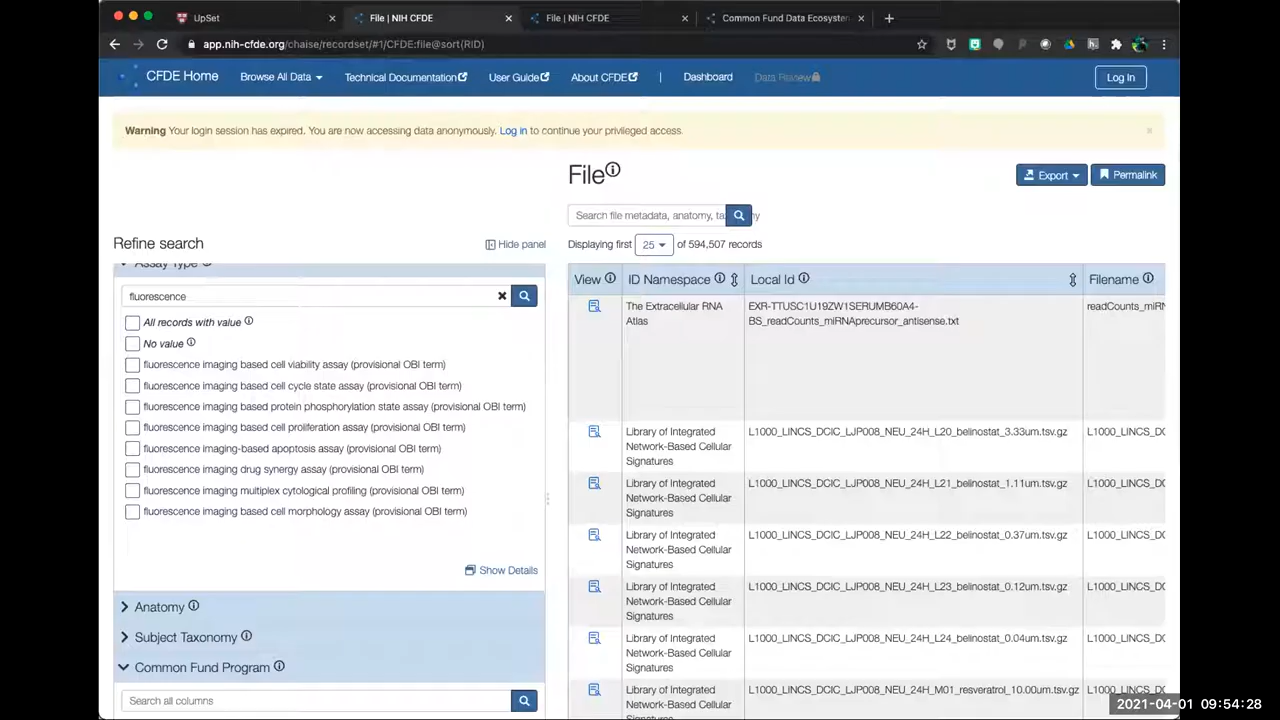 UpSet
File | NIH CFDE
File | NIH CFDE
Common Fund Data Ecosystem
app.nih-cfde.org/chaise/recordset/#1/CFDE:file@sort(RID)
CFDE Home Browse All Data Technical Documentation User Guide About CFDE | Dashboard Data Review Log In
Warning Your login session has expired. You are now accessing data anonymously. Log in to continue your privileged access.
File
Export Permalink
Search file metadata, anatomy, ta
Refine search Hide panel
Displaying first 25 of 594,507 records
Assay Type
fluorescence
All records with value
No value
fluorescence imaging based cell viability assay (provisional OBI term)
fluorescence imaging based cell cycle state assay (provisional OBI term)
fluorescence imaging based protein phosphorylation state assay (provisional OBI term)
fluorescence imaging based cell proliferation assay (provisional OBI term)
fluorescence imaging-based apoptosis assay (provisional OBI term)
fluorescence imaging drug synergy assay (provisional OBI term)
fluorescence imaging multiplex cytological profiling (provisional OBI term)
fluorescence imaging based cell morphology assay (provisional OBI term)
Show Details
Anatomy
Subject Taxonomy
Common Fund Program
Search all columns
View ID Namespace Local Id Filename
The Extracellular RNA EXR-TTUSC1U19ZW1SERUMB60A4- readCounts_miR
Atlas BS_readCounts_miRNAprecursor_antisense.txt
Library of Integrated L1000_LINCS_DCIC_LJP008_NEU_24H_L20_belinostat_3.33um.tsv.gz L1000_LINCS_DC
Network-Based Cellular
Signatures
Library of Integrated L1000_LINCS_DCIC_LJP008_NEU_24H_L21_belinostat_1.11um.tsv.gz L1000_LINCS_DC
Network-Based Cellular
Signatures
Library of Integrated L1000_LINCS_DCIC_LJP008_NEU_24H_L22_belinostat_0.37um.tsv.gz L1000_LINCS_DC
Network-Based Cellular
Signatures
Library of Integrated L1000_LINCS_DCIC_LJP008_NEU_24H_L23_belinostat_0.12um.tsv.gz L1000_LINCS_DC
Network-Based Cellular
Signatures
Library of Integrated L1000_LINCS_DCIC_LJP008_NEU_24H_L24_belinostat_0.04um.tsv.gz L1000_LINCS_DC
Network-Based Cellular
Signatures
Library of Integrated L1000_LINCS_DCIC_LJP008_NEU_24H_M01_resveratrol_10.00um.tsv.gz L1000_LINCS_DC
Network-Based Cellular
2021-04-01 09:54:28